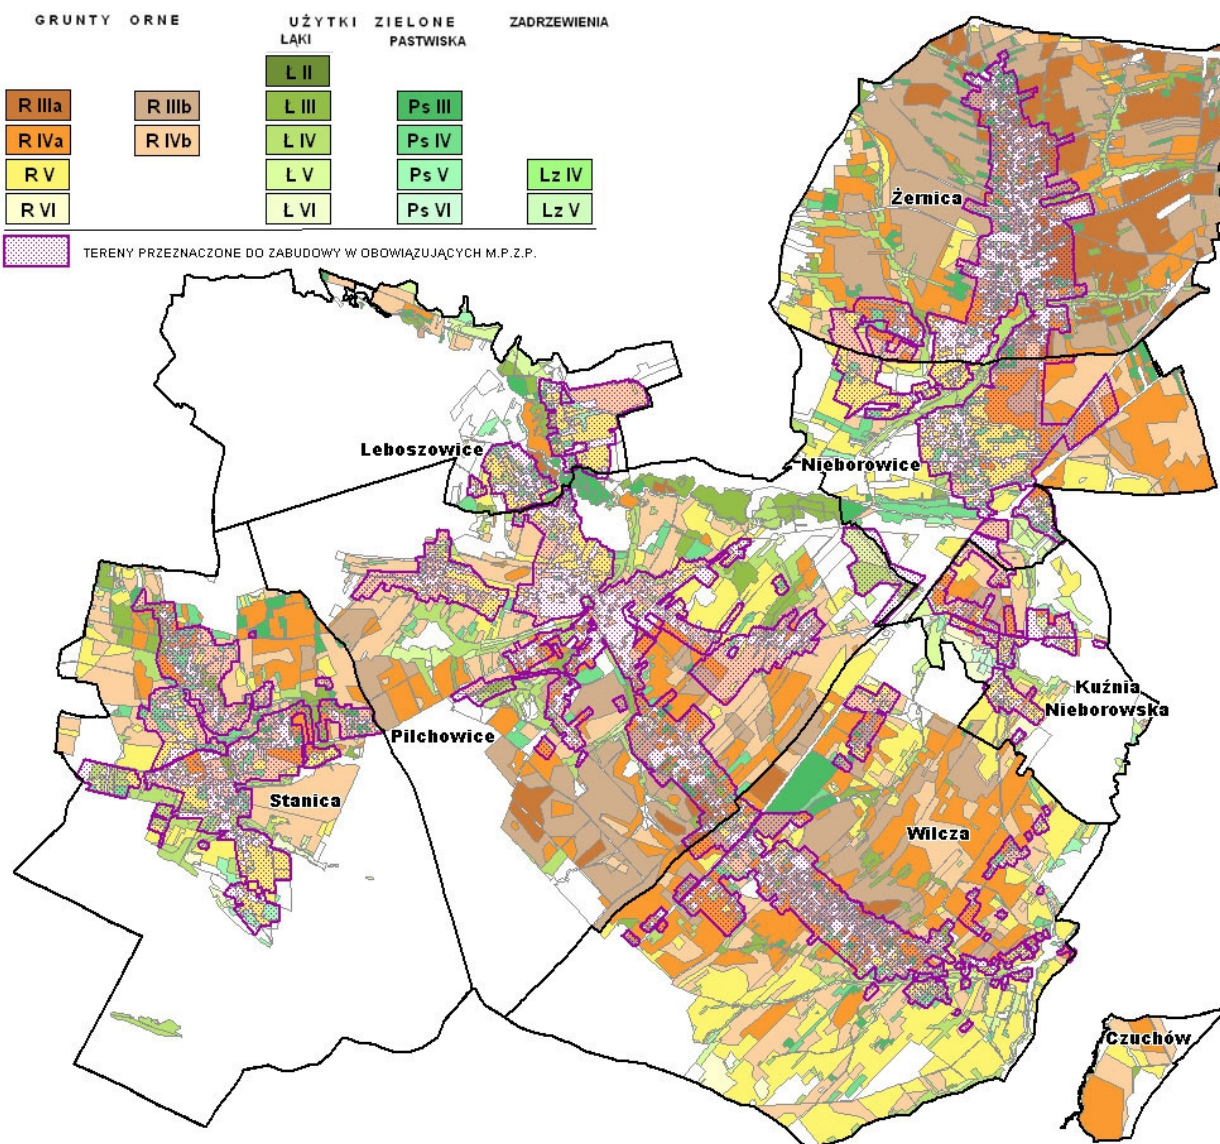 GRUNTY ORNE UŻYTKI ZIELONE ZADRZEWIENIA
ŁĄKI PASTWISKA
Ł II
R IIIa R IIIb Ł III Ps III
R IVa R IVb Ł IV Ps IV
R V Ł V Ps V Lz IV
R VI Ł VI Ps VI Lz V
TERENY PRZEZNACZONE DO ZABUDOWY W OBOWIĄZUJĄCYCH M.P.Z.P.
Żernica
Leboszowice
Nieborowice
Kuźnia
Nieborowska
Pilchowice
Stanica
Wilcza
Czuchów